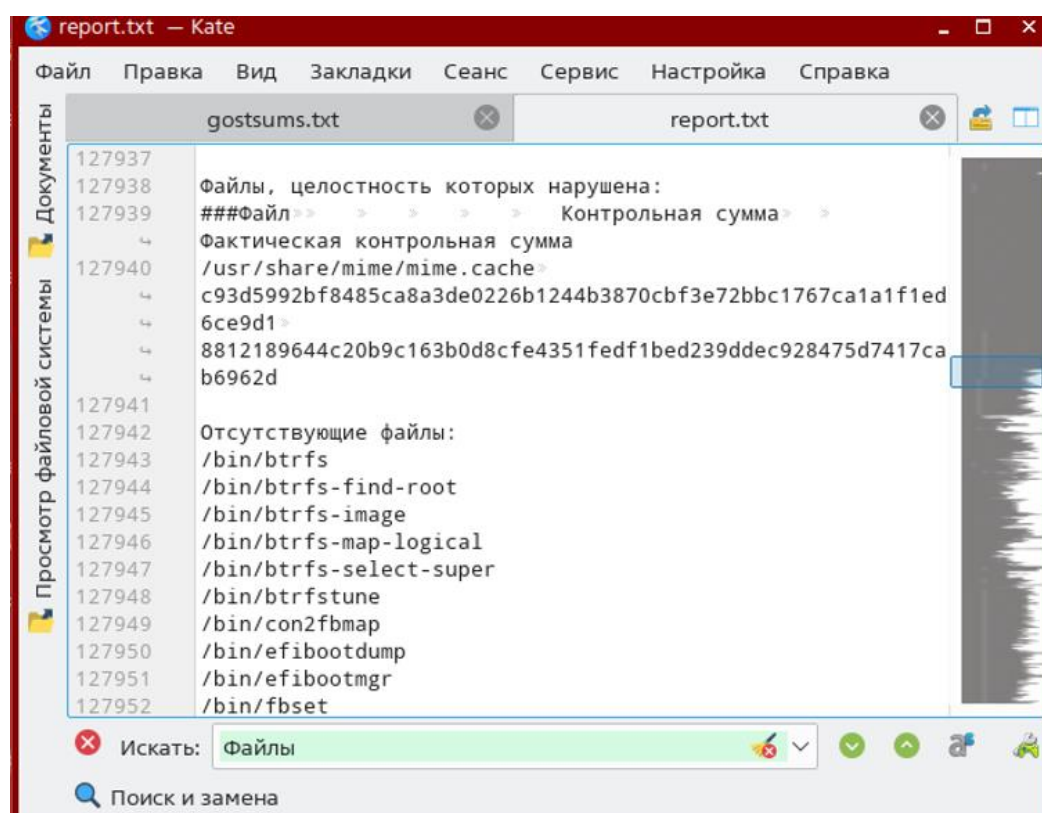 report.txt — Kate
Файл Правка Вид Закладки Сеанс Сервис Настройка Справка
Документы
Просмотр файловой системы
gostsums.txt report.txt
127937
127938 Файлы, целостность которых нарушена:
127939 ###Файл Контрольная сумма
Фактическая контрольная сумма
127940 /usr/share/mime/mime.cache
c93d5992bf8485ca8a3de0226b1244b3870cbf3e72bbc1767ca1a1f1ed
6ce9d1
8812189644c20b9c163b0d8cfe4351fedf1bed239ddec928475d7417ca
b6962d
127941
127942 Отсутствующие файлы:
127943 /bin/btrfs
127944 /bin/btrfs-find-root
127945 /bin/btrfs-image
127946 /bin/btrfs-map-logical
127947 /bin/btrfs-select-super
127948 /bin/btrfstune
127949 /bin/con2fbmap
127950 /bin/efibootdump
127951 /bin/efibootmgr
127952 /bin/fbset
Искать: Файлы
Поиск и замена